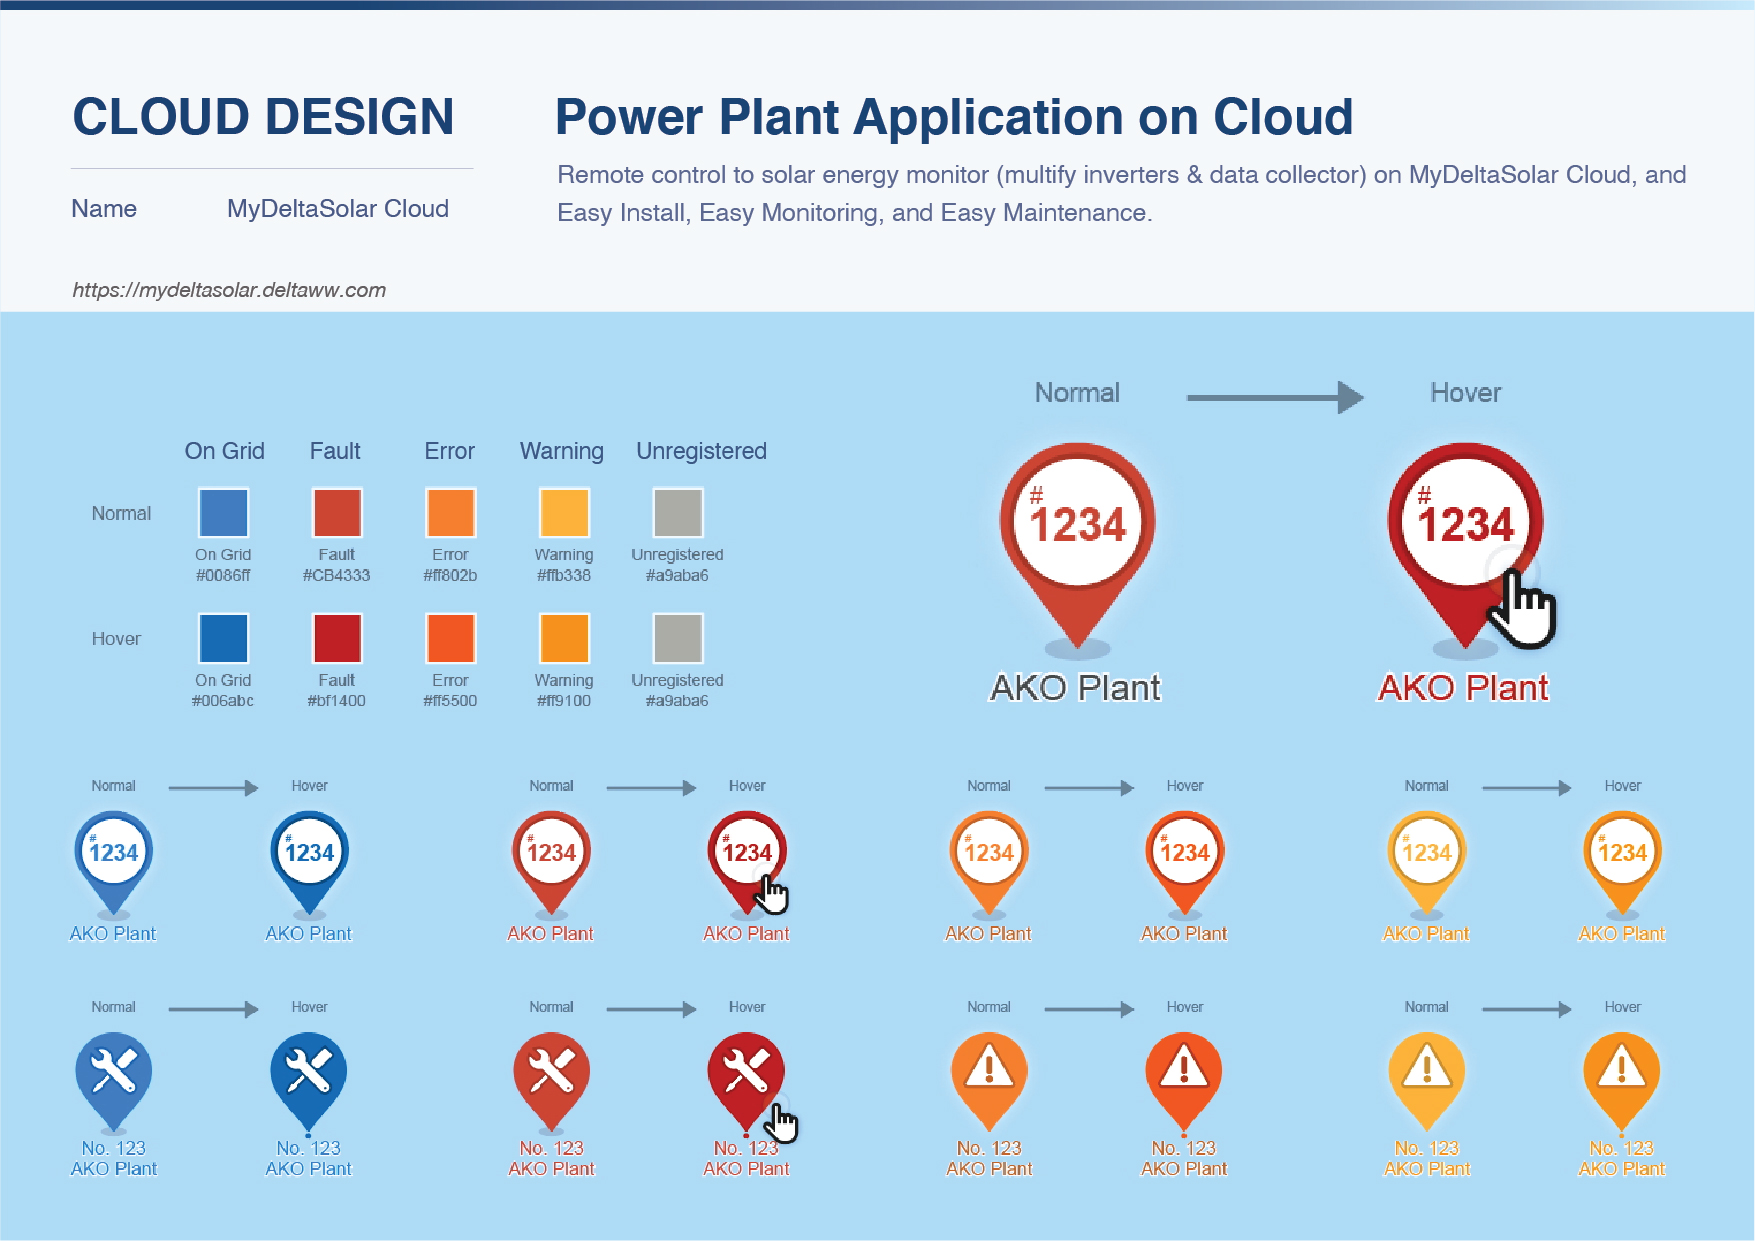 CLOUD DESIGN
Name MyDeltaSolar Cloud
https://mydeltasolar.deltaww.com
Power Plant Application on Cloud
Remote control to solar energy monitor (multify inverters & data collector) on MyDeltaSolar Cloud, and
Easy Install, Easy Monitoring, and Easy Maintenance.
On Grid Fault Error Warning Unregistered
Normal
On Grid Fault Error Warning Unregistered
#0086ff #CB4333 #ff802b #ffb338 #a9aba6
Hover
On Grid Fault Error Warning Unregistered
#006abc #bf1400 #ff5500 #ff9100 #a9aba6
Normal Hover
# #
1234 1234
AKO Plant AKO Plant
Normal Hover Normal Hover Normal Hover Normal Hover
# # # # # # # #
1234 1234 1234 1234 1234 1234 1234 1234
AKO Plant AKO Plant AKO Plant AKO Plant AKO Plant AKO Plant AKO Plant AKO Plant
Normal Hover Normal Hover Normal Hover Normal Hover
No. 123 No. 123 No. 123 No. 123 No. 123 No. 123 No. 123 No. 123
AKO Plant AKO Plant AKO Plant AKO Plant AKO Plant AKO Plant AKO Plant AKO Plant